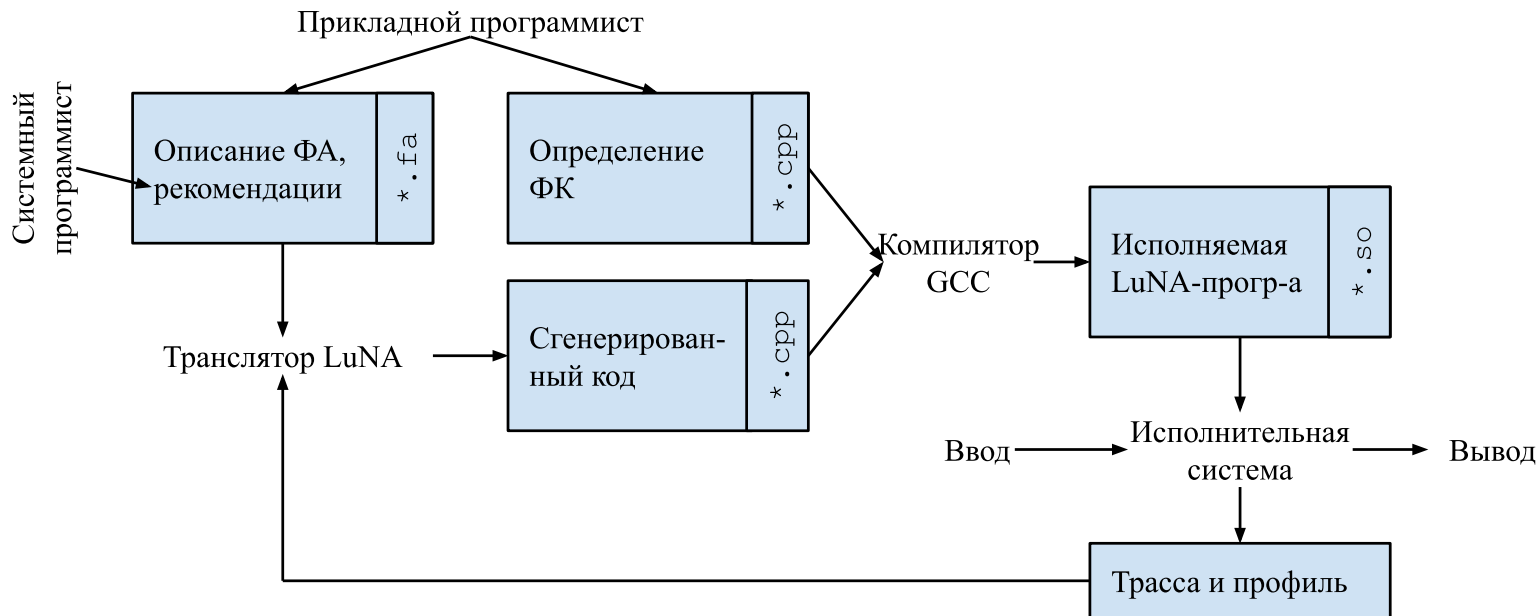 Прикладной программист
Системный
программист
Описание ФА,
рекомендации
*.fa
Определение
ФК
*.cpp
Компилятор
GCC
Исполняемая
LuNA-прогр-а
*.so
Транслятор LuNA
Сгенерирован-
ный код
*.cpp
Ввод
Исполнительная
система
Вывод
Трасса и профиль